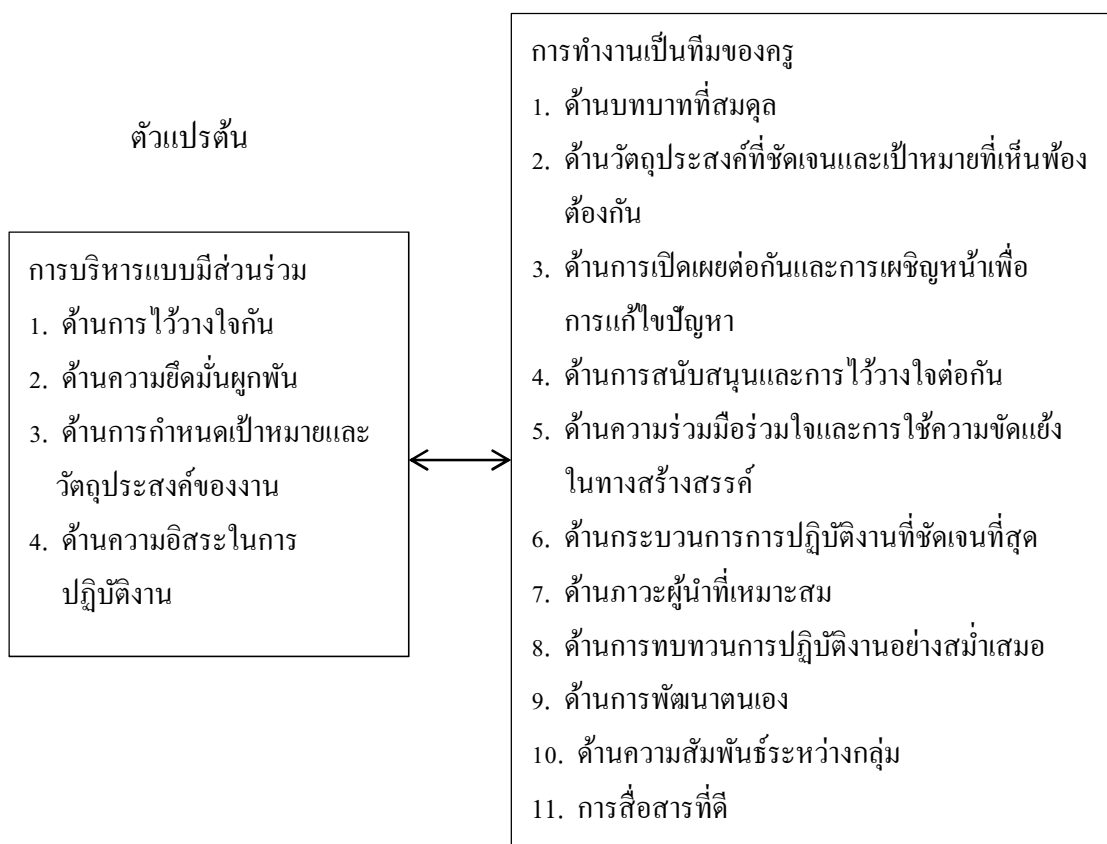 ตัวแปรต้น
การบริหารแบบมีส่วนร่วม
1. ด้านการไว้วางใจกัน
2. ด้านความยึดมั่นผูกพัน
3. ด้านการกำหนดเป้าหมายและ
วัตถุประสงค์ของงาน
4. ด้านความอิสระในการ
ปฏิบัติงาน
การทำงานเป็นทีมของครู
1. ด้านบทบาทที่สมดุล
2. ด้านวัตถุประสงค์ที่ชัดเจนและเป้าหมายที่เห็นพ้อง
ต้องกัน
3. ด้านการเปิดเผยต่อกันและการเผชิญหน้าเพื่อ
การแก้ไขปัญหา
4. ด้านการสนับสนุนและการไว้วางใจต่อกัน
5. ด้านความร่วมมือร่วมใจและการใช้ความขัดแย้ง
ในทางสร้างสรรค์
6. ด้านกระบวนการการปฏิบัติงานที่ชัดเจนที่สุด
7. ด้านภาวะผู้นำที่เหมาะสม
8. ด้านการทบทวนการปฏิบัติงานอย่างสม่ำเสมอ
9. ด้านการพัฒนาตนเอง
10. ด้านความสัมพันธ์ระหว่างกลุ่ม
11. การสื่อสารที่ดี